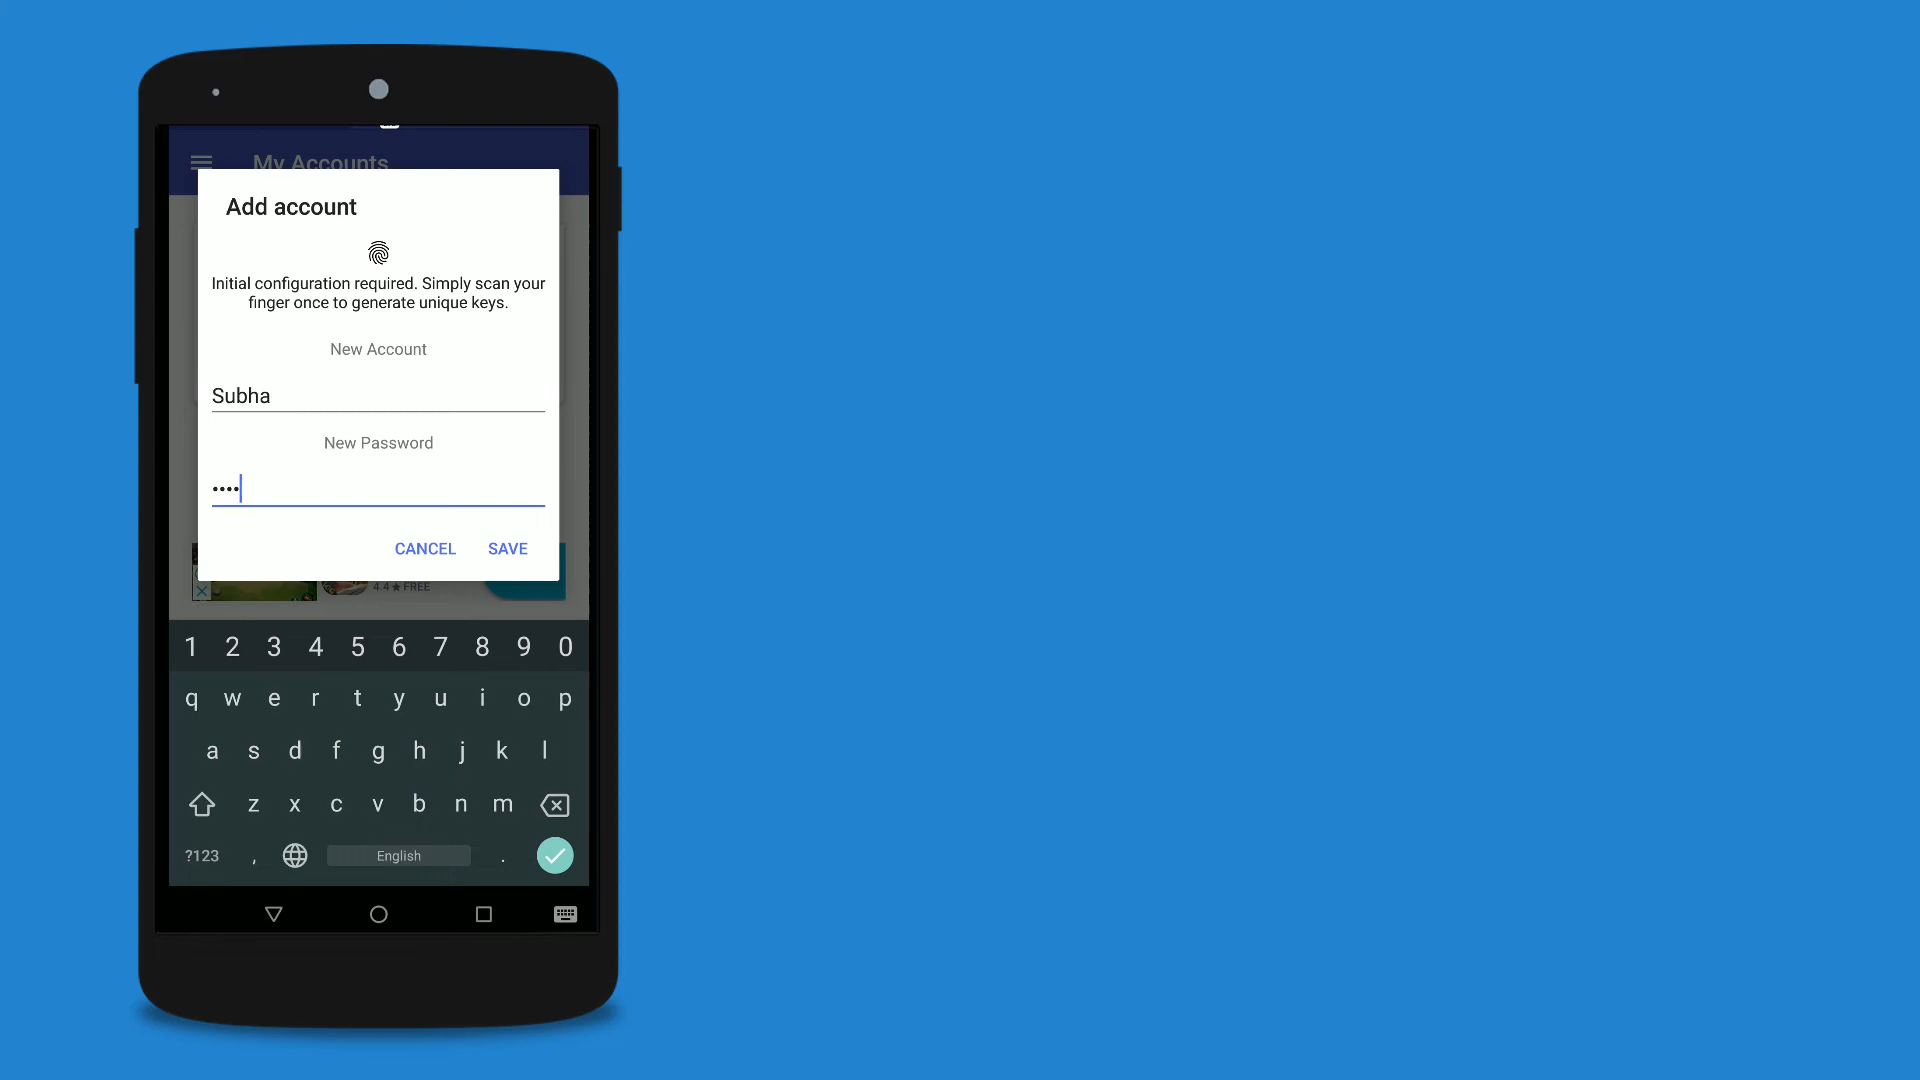 My Accounts
Add account
Initial configuration required. Simply scan your
finger once to generate unique keys.
New Account
Subha
New Password
••••
CANCEL SAVE
4.4★ FREE
1 2 3 4 5 6 7 8 9 0
q w e r t y u i o p
a s d f g h j k l
z x c v b n m
?123 , English .